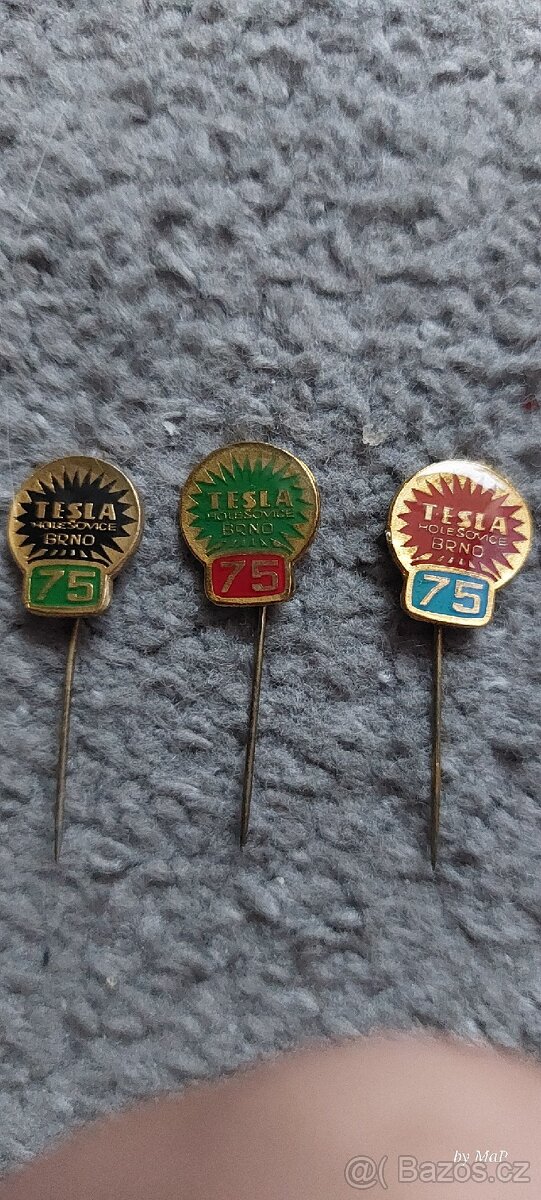 TESLA
HOLEŠOVICE
BRNO
75
TESLA
HOLEŠOVICE
BRNO
75
TESLA
HOLEŠOVICE
BRNO
75
by MaP
@( Bazoš.cz